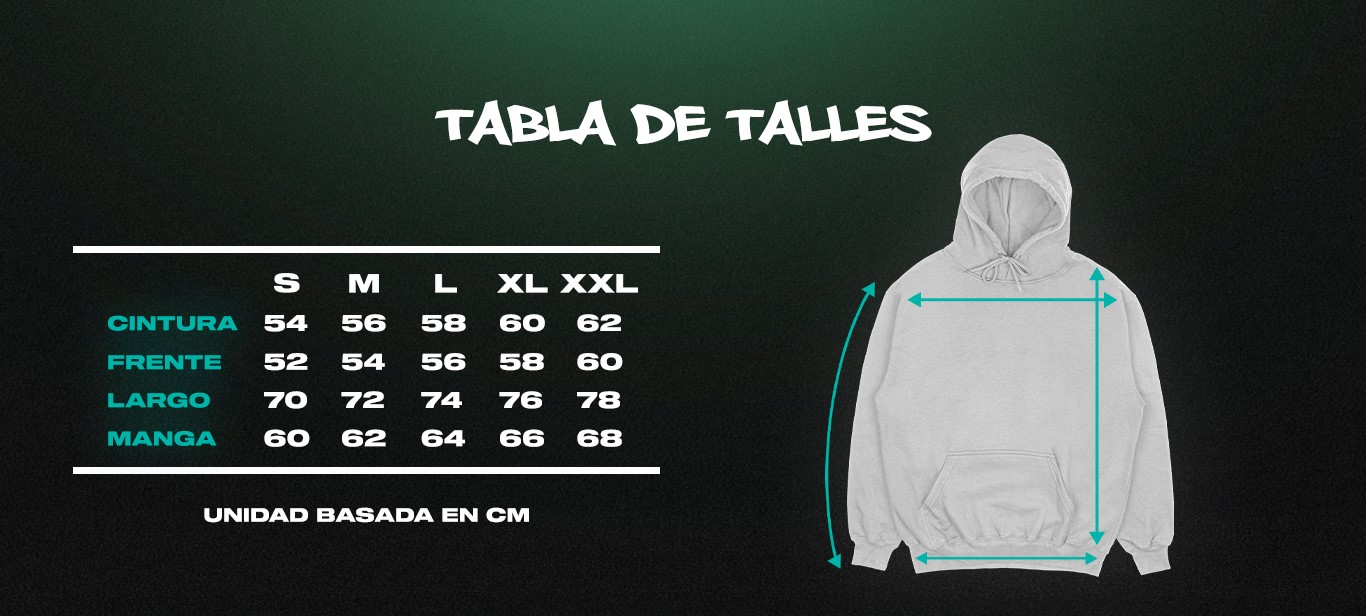 TABLA DE TALLES
S M L XL XXL
CINTURA 54 56 58 60 62
FRENTE 52 54 56 58 60
LARGO 70 72 74 76 78
MANGA 60 62 64 66 68
UNIDAD BASADA EN CM